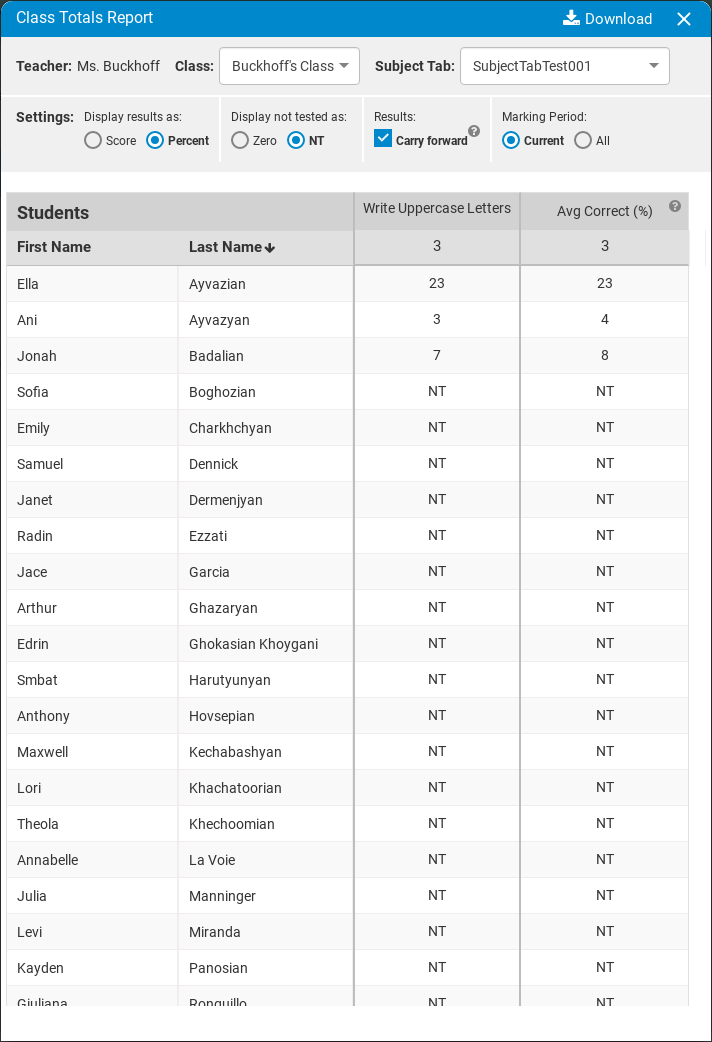 Class Totals Report Download
Teacher: Ms. Buckhoff Class: Buckhoff's Class Subject Tab: SubjectTabTest001
Settings: Display results as: Display not tested as: Results: Marking Period:
Score Percent Zero NT Carry forward ? Current All
Students Write Uppercase Letters Avg Correct (%) ?
First Name Last Name 3 3
Ella Ayvazian 23 23
Ani Ayvazyan 3 4
Jonah Badalian 7 8
Sofia Boghozian NT NT
Emily Charkhchyan NT NT
Samuel Dennick NT NT
Janet Dermenjyan NT NT
Radin Ezzati NT NT
Jace Garcia NT NT
Arthur Ghazaryan NT NT
Edrin Ghokasian Khoygani NT NT
Smbat Harutyunyan NT NT
Anthony Hovsepian NT NT
Maxwell Kechabashyan NT NT
Lori Khachatoorian NT NT
Theola Khechoomian NT NT
Annabelle La Voie NT NT
Julia Manninger NT NT
Levi Miranda NT NT
Kayden Panosian NT NT
Giuliana Ronquillo NT NT